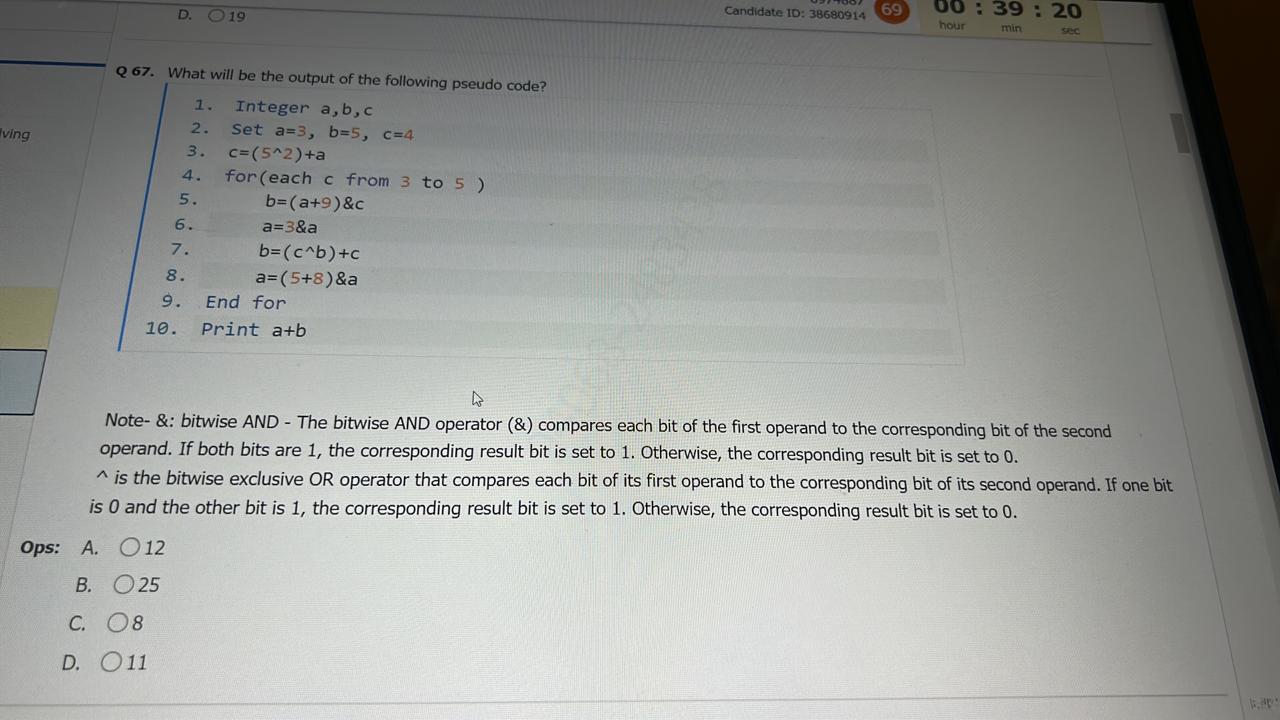 D. 19
Candidate ID: 38680914
69
00 : 39 : 20
hour min sec
lving
Q 67. What will be the output of the following pseudo code?
1. Integer a,b,c
2. Set a=3, b=5, c=4
3. c=(5^2)+a
4. for(each c from 3 to 5 )
5. b=(a+9)&c
6. a=3&a
7. b=(c^b)+c
8. a=(5+8)&a
9. End for
10. Print a+b
Note- &: bitwise AND - The bitwise AND operator (&) compares each bit of the first operand to the corresponding bit of the second
operand. If both bits are 1, the corresponding result bit is set to 1. Otherwise, the corresponding result bit is set to 0.
^ is the bitwise exclusive OR operator that compares each bit of its first operand to the corresponding bit of its second operand. If one bit
is 0 and the other bit is 1, the corresponding result bit is set to 1. Otherwise, the corresponding result bit is set to 0.
Ops: A. 12
B. 25
C. 8
D. 11